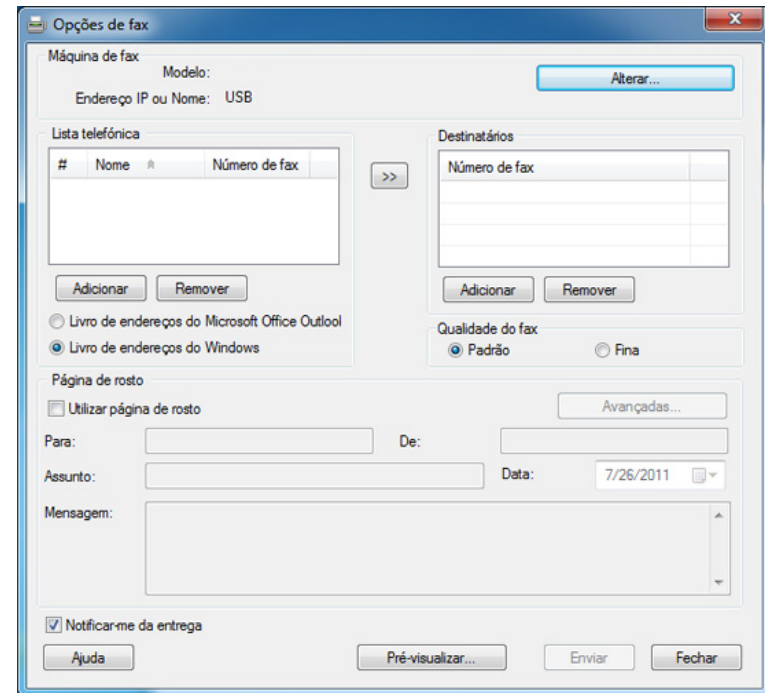 Opções de fax
Máquina de fax
Modelo:
Alterar...
Endereço IP ou Nome: USB
Lista telefónica
Destinatários
# Nome Número de fax
>>
Número de fax
Adicionar Remover
Adicionar Remover
Livro de endereços do Microsoft Office Outlool
Livro de endereços do Windows
Qualidade do fax
Padrão Fina
Página de rosto
Utilizar página de rosto
Avançadas...
Para: De:
Assunto: Data: 7/26/2011
Mensagem:
Notificar-me da entrega
Ajuda Pré-visualizar... Enviar Fechar